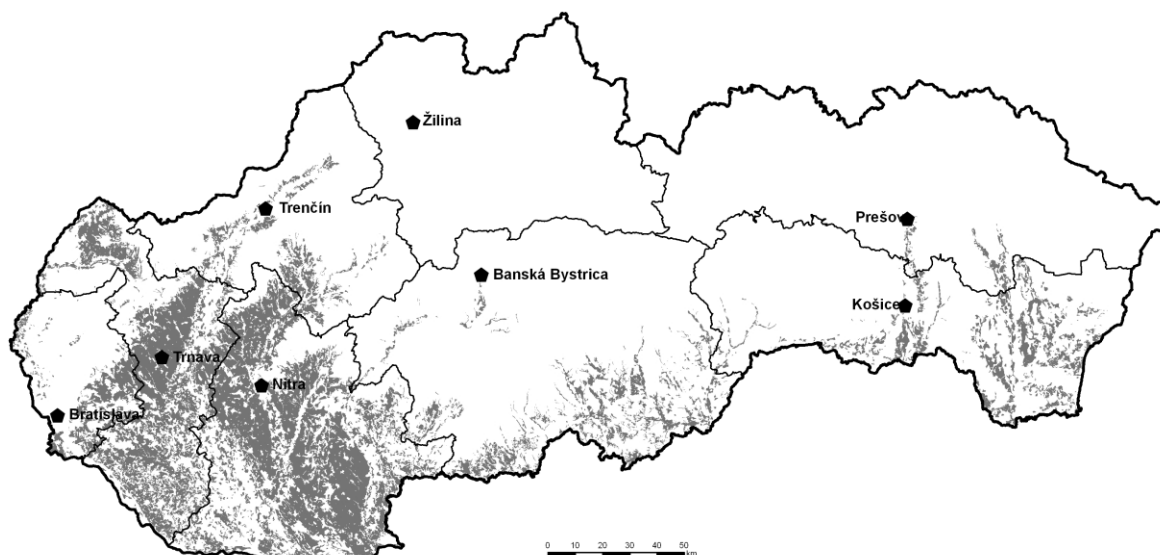 Žilina
Trenčín
Prešov
Banská Bystrica
Košice
Trnava
Nitra
Bratislava
0 10 20 30 40 50
km